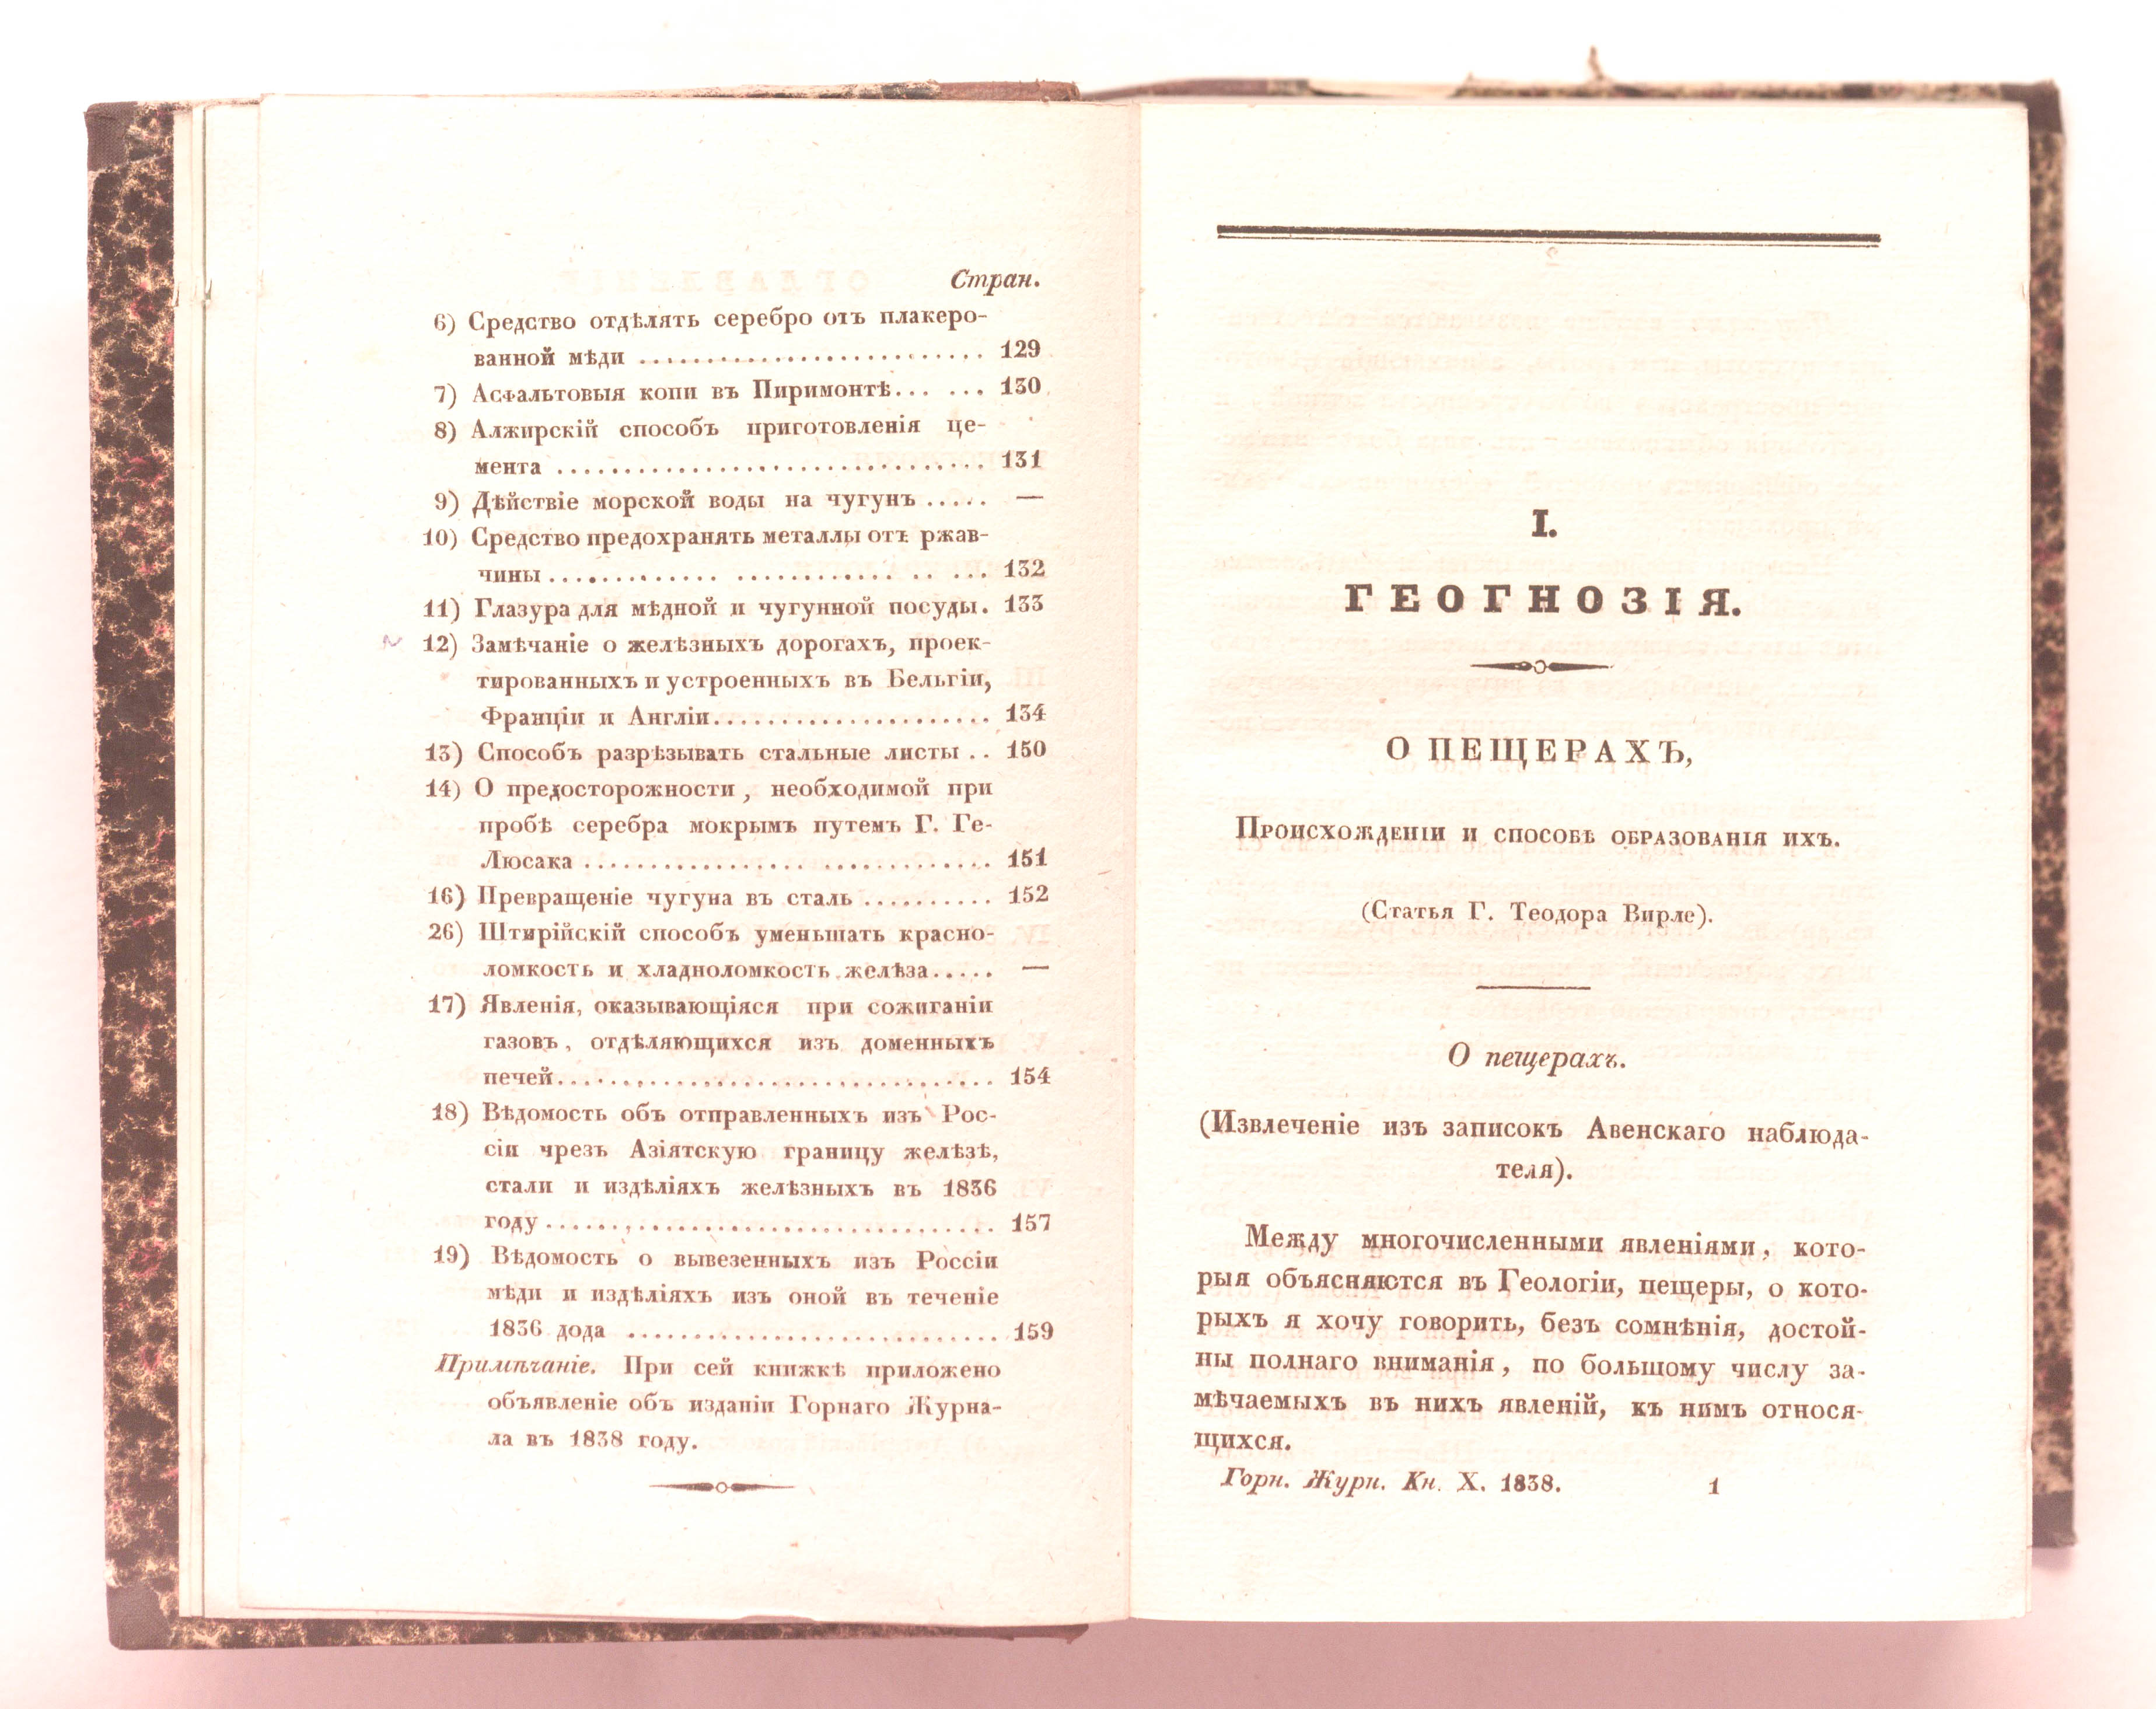 Стран.
6) Средство отдѣлять серебро отъ плакеро-
ванной мѣди ......................... 129
7) Асфальтовыя копи въ Пиримонтѣ... ... 130
8) Алжирскій способъ приготовленія це-
мента ................................ 131
9) Дѣйствіе морской воды на чугунъ ..... —
10) Средство предохранять металлы отъ ржав-
чины ............. ............ .. ... 132
11) Глазура для мѣдной и чугунной посуды. 133
12) Замѣчаніе о желѣзныхъ дорогахъ, проек-
тированныхъ и устроенныхъ въ Бельгіи,
Франціи и Англіи..................... 134
13) Способъ разрѣзывать стальные листы .. 150
14) О предосторожности, необходимой при
пробѣ серебра мокрымъ путемъ Г. Ге-
Люсака .............................. 151
16) Превращеніе чугуна въ сталь .......... 152
26) Штирійскій способъ уменьшать красно-
ломкость и хладноломкость желѣза..... —
17) Явленія, оказывающіяся при сожиганіи
газовъ, отдѣляющихся изъ доменныхъ
печей................................ 154
18) Вѣдомость объ отправленныхъ изъ Рос-
сіи чрезъ Азіятскую границу желѣзѣ,
стали и издѣліяхъ желѣзныхъ въ 1836
году ................................ 157
19) Вѣдомость о вывезенныхъ изъ Россіи
мѣди и издѣліяхъ изъ оной въ теченіе
1836 дода ........................... 159
Примѣчаніе. При сей книжкѣ приложено
объявленіе объ изданіи Горнаго Журна-
ла въ 1838 году.
I.
ГЕОГНОЗІЯ.
О ПЕЩЕРАХЪ,
Происхожденіи и способѣ образованія ихъ.
(Статья Г. Теодора Вирле).
О пещерахъ.
(Извлеченіе изъ записокъ Авенскаго наблюда-
теля).
Между многочисленными явленіями, кото-
рыя объясняются въ Геологіи, пещеры, о кото-
рыхъ я хочу говорить, безъ сомнѣнія, достой-
ны полнаго вниманія, по большому числу за-
мѣчаемыхъ въ нихъ явленій, къ нимъ относя-
щихся.
Горн. Журн. Кн. X. 1838. 1